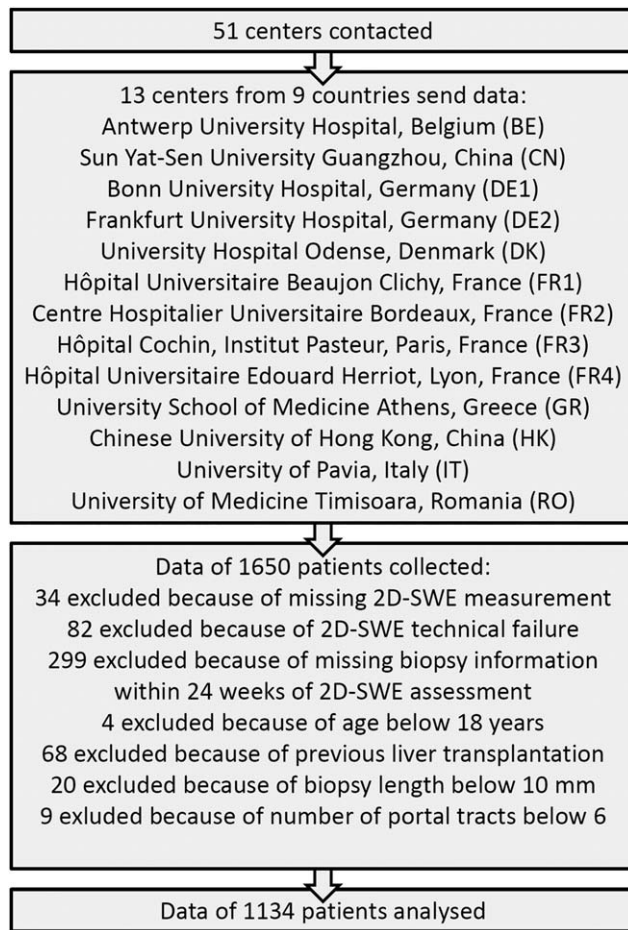 51 centers contacted
13 centers from 9 countries send data:
Antwerp University Hospital, Belgium (BE)
Sun Yat-Sen University Guangzhou, China (CN)
Bonn University Hospital, Germany (DE1)
Frankfurt University Hospital, Germany (DE2)
University Hospital Odense, Denmark (DK)
Hôpital Universitaire Beaujon Clichy, France (FR1)
Centre Hospitalier Universitaire Bordeaux, France (FR2)
Hôpital Cochin, Institut Pasteur, Paris, France (FR3)
Hôpital Universitaire Edouard Herriot, Lyon, France (FR4)
University School of Medicine Athens, Greece (GR)
Chinese University of Hong Kong, China (HK)
University of Pavia, Italy (IT)
University of Medicine Timisoara, Romania (RO)
Data of 1650 patients collected:
34 excluded because of missing 2D-SWE measurement
82 excluded because of 2D-SWE technical failure
299 excluded because of missing biopsy information
within 24 weeks of 2D-SWE assessment
4 excluded because of age below 18 years
68 excluded because of previous liver transplantation
20 excluded because of biopsy length below 10 mm
9 exluded because of number of portal tracts below 6
Data of 1134 patients analysed